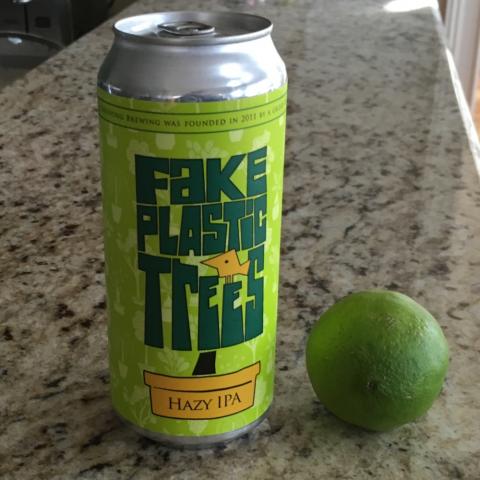 BREWING WAS FOUNDED IN 2011 BY A
FAKE
PLASTIC
TREES
HAZY IPA